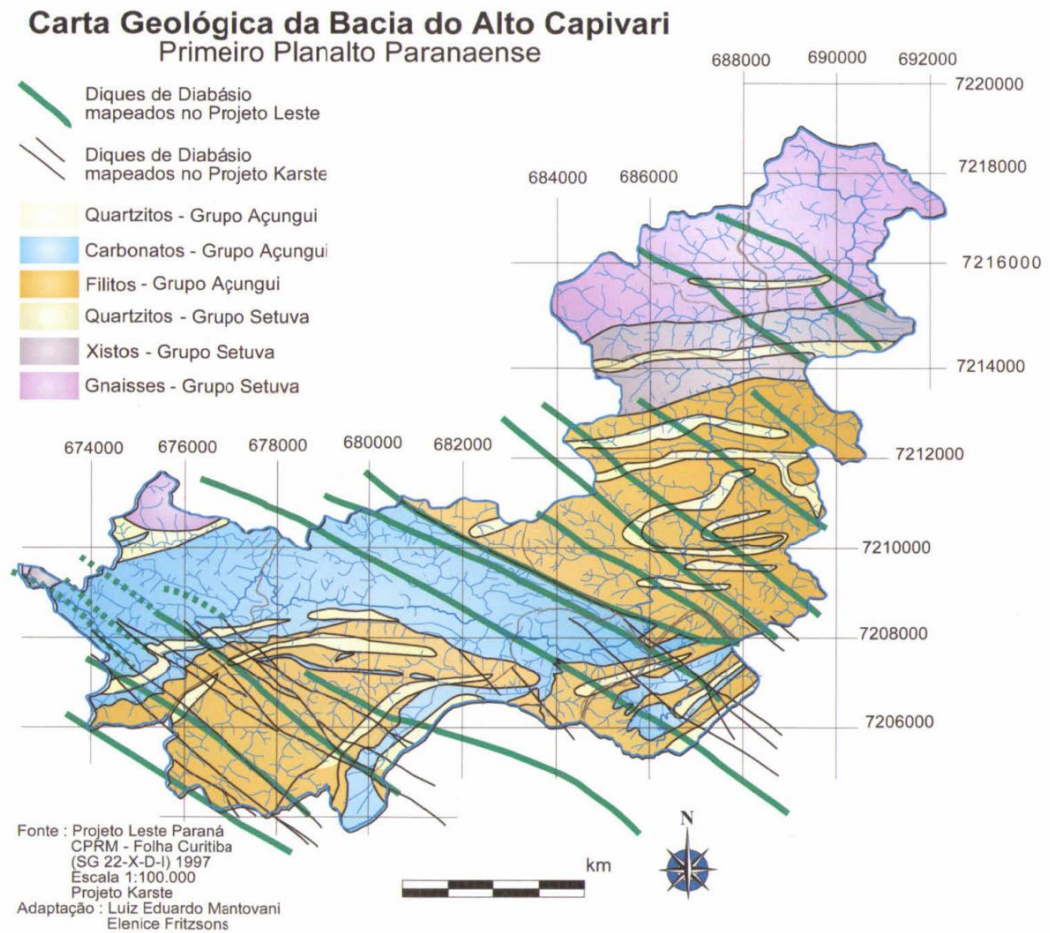 Carta Geológica da Bacia do Alto Capivari
Primeiro Planalto Paranaense
Diques de Diabásio
mapeados no Projeto Leste
Diques de Diabásio
mapeados no Projeto Karste
Quartzitos - Grupo Açungui
Carbonatos - Grupo Açungui
Filitos - Grupo Açungui
Quartzitos - Grupo Setuva
Xistos - Grupo Setuva
Gnaisses - Grupo Setuva
688000 690000 692000
7220000
7218000
684000 686000
7216000
7214000
674000 676000 678000 680000 682000
7212000
7210000
7208000
7206000
Fonte : Projeto Leste Paraná
CPRM - Folha Curitiba
(SG 22-X-D-I) 1997
Escala 1:100.000
Projeto Karste
Adaptação : Luiz Eduardo Mantovani
Elenice Fritzsons
km
N